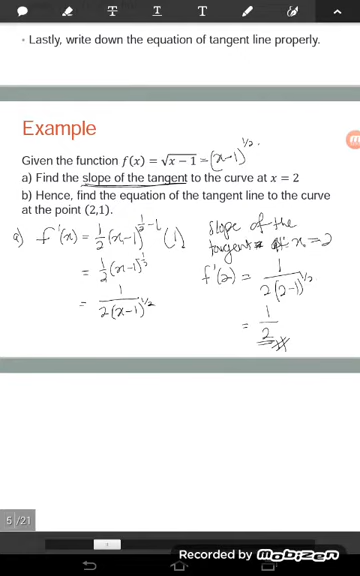 • Lastly, write down the equation of tangent line properly.
Example
Given the function f(x) = √x − 1 = (x-1)^1/2.
a) Find the slope of the tangent to the curve at x = 2
b) Hence, find the equation of the tangent line to the curve
at the point (2,1).
a) f'(x) = 1/2 (x-1)^1/2-1 (1)
= 1/2 (x-1)
= 1/2(x-1)^1/2
slope of the
tangent at x=2
f'(2) = 1/2(2-1)^1/2
= 1/2
5/21
Recorded by mobizen